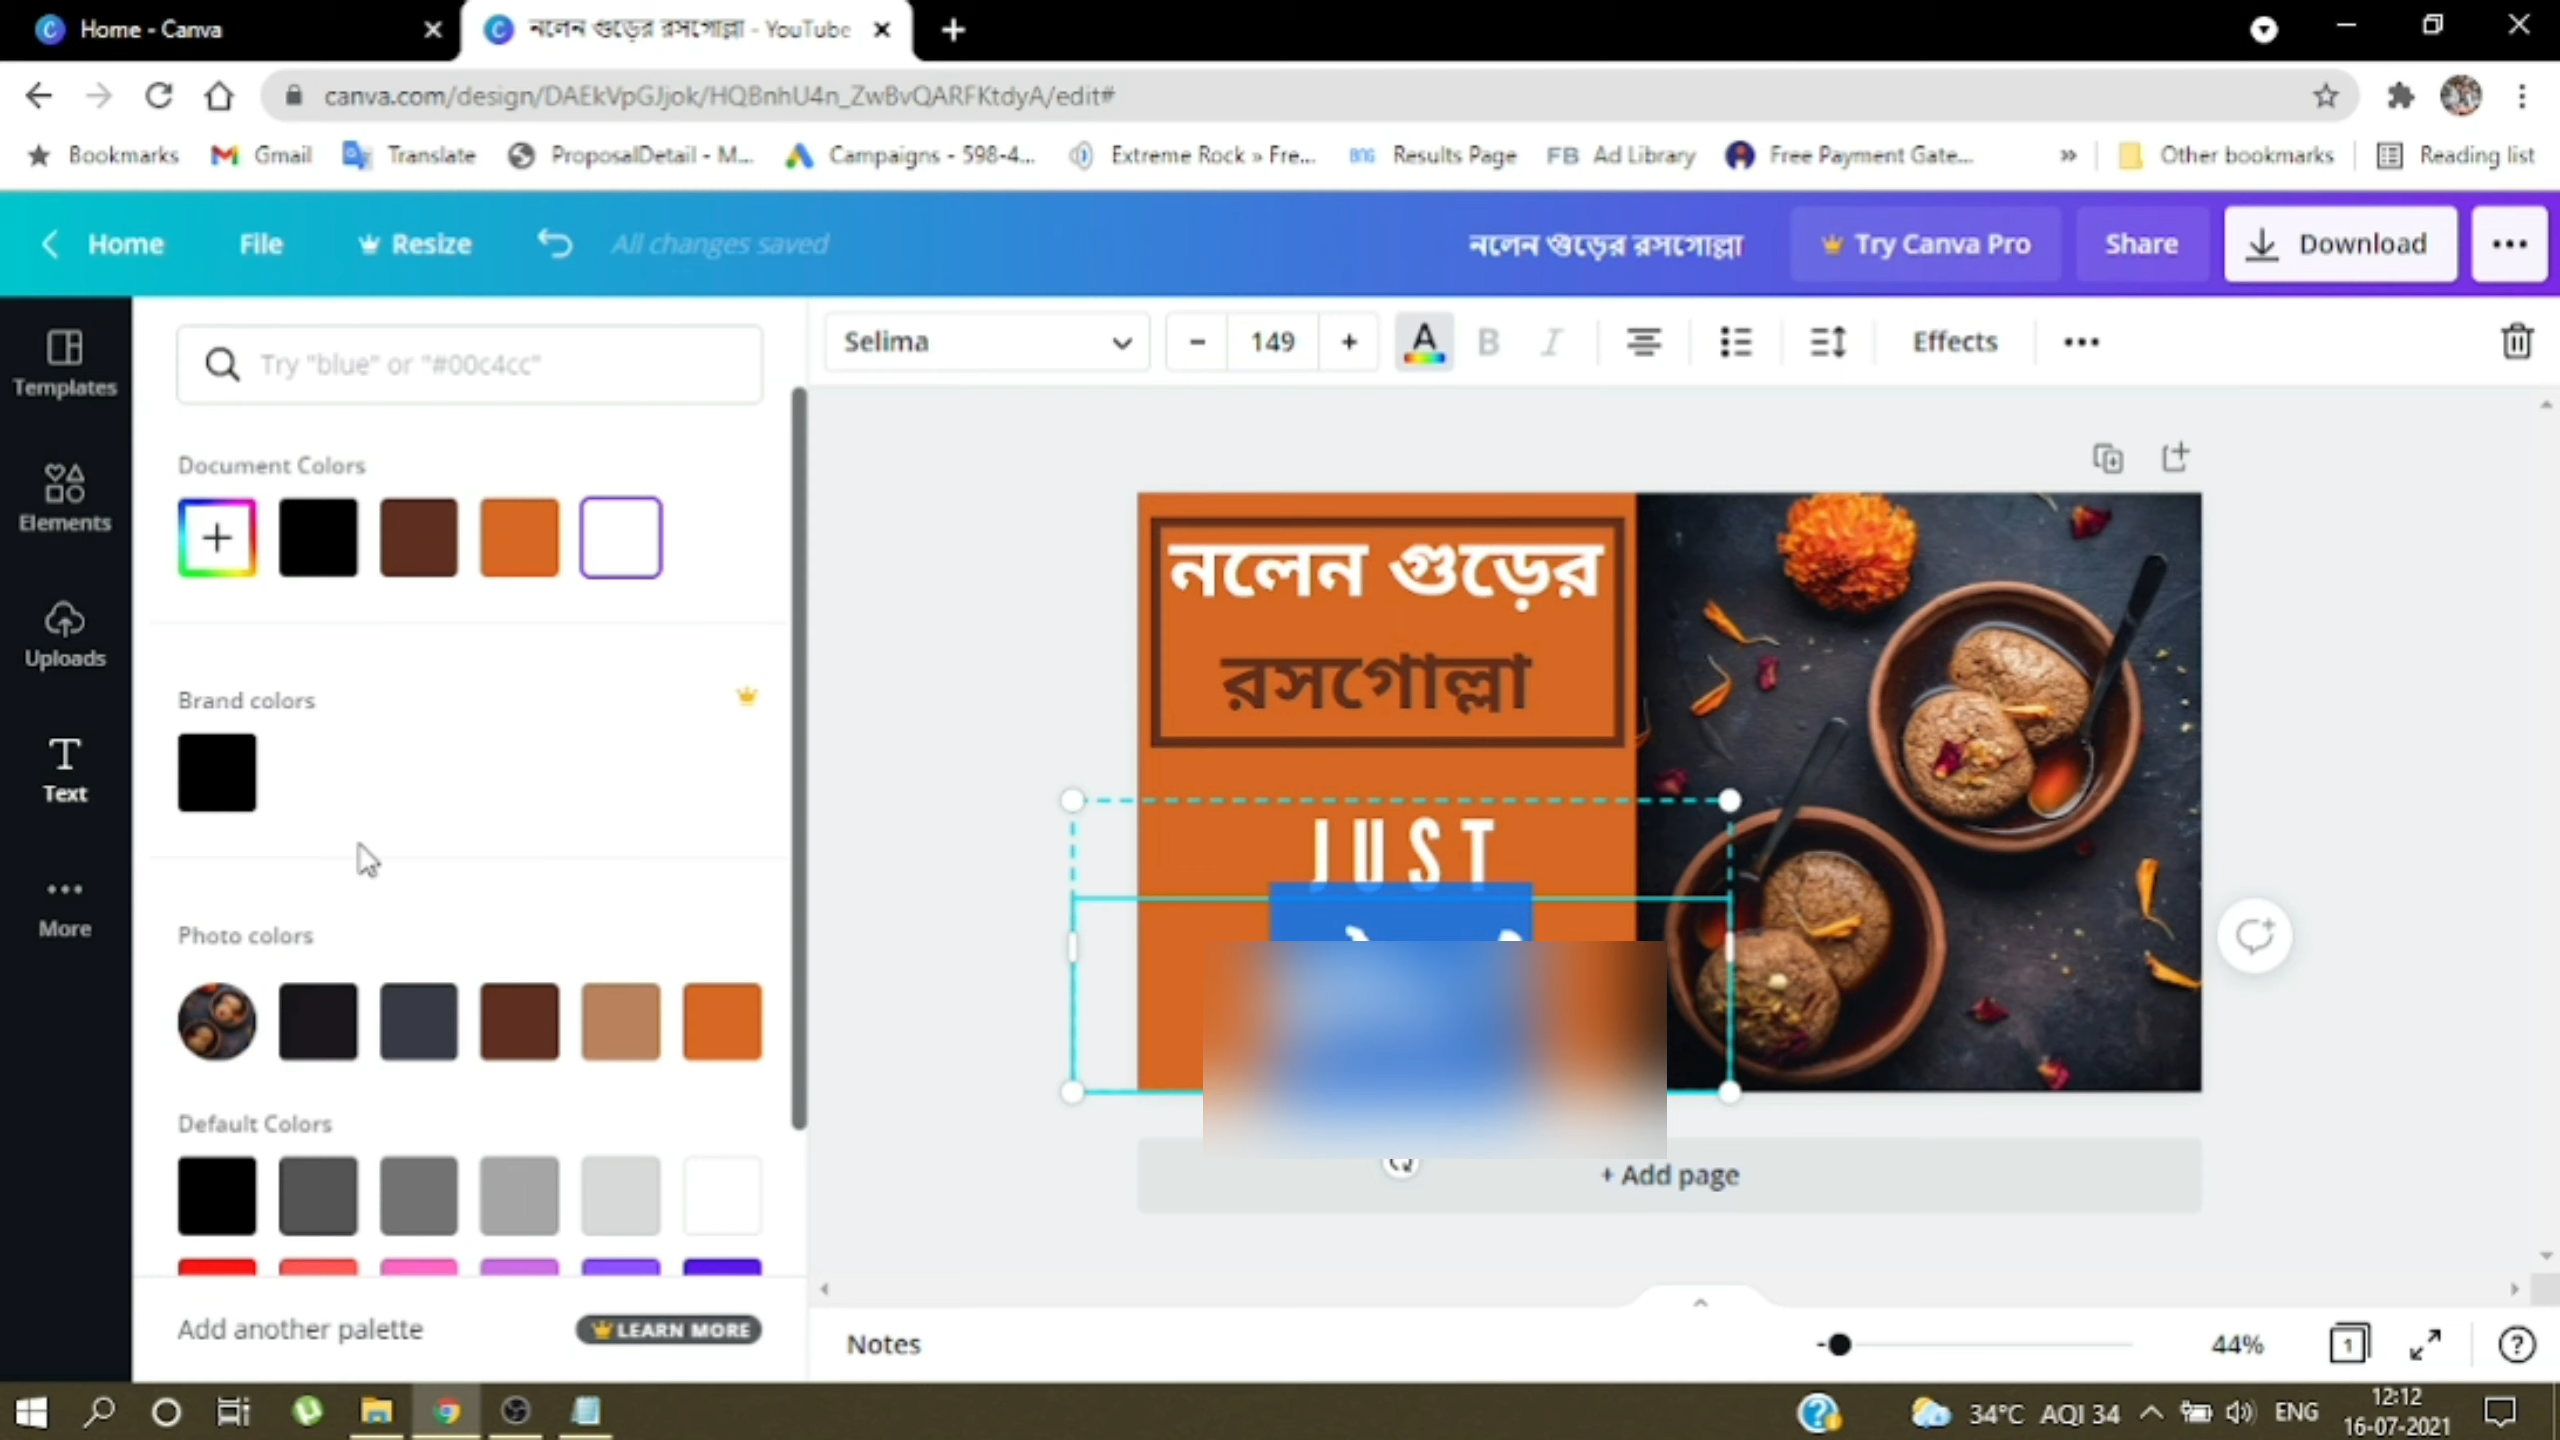 Home - Canva
নলেন গুড়ের রসগোল্লা - YouTube
canva.com/design/DAEkVpGJjok/HQBnhU4n_ZwBvQARFKtdyA/edit#
Bookmarks
Gmail
Translate
ProposalDetail - M...
Campaigns - 598-4...
Extreme Rock » Fre...
Results Page
FB Ad Library
Free Payment Gate...
»
Other bookmarks
Reading list
Home
File
Resize
All changes saved
নলেন গুড়ের রসগোল্লা
Try Canva Pro
Share
Download
Templates
Elements
Uploads
Text
More
Try "blue" or "#00c4cc"
Document Colors
Brand colors
Photo colors
Default Colors
Add another palette
LEARN MORE
Selima
149
A B I
Effects
নলেন গুড়ের
রসগোল্লা
JUST
+ Add page
Notes
44%
1
34°C AQI 34
ENG
12:12
16-07-2021